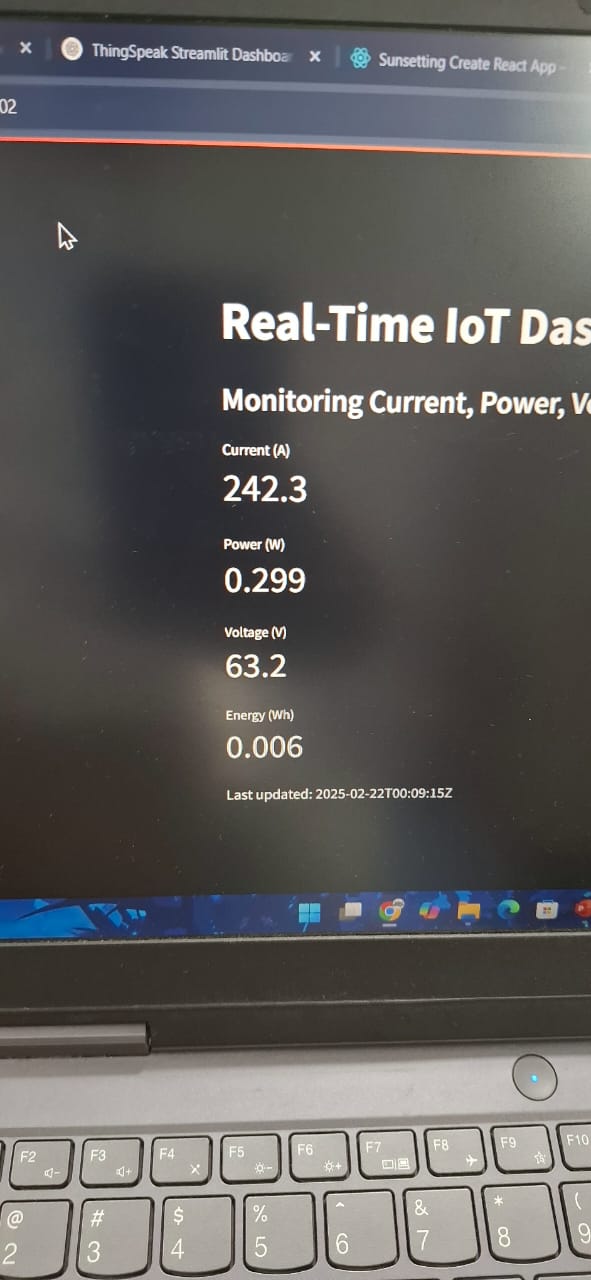 ThingSpeak Streamlit Dashboa
Sunsetting Create React App -
02
Real-Time IoT Das
Monitoring Current, Power, V
Current (A)
242.3
Power (W)
0.299
Voltage (V)
63.2
Energy (Wh)
0.006
Last updated: 2025-02-22T00:09:15Z
F2 F3 F4 F5 F6 F7 F8 F9 F10
@ # $ % ^ & * (
2 3 4 5 6 7 8 9